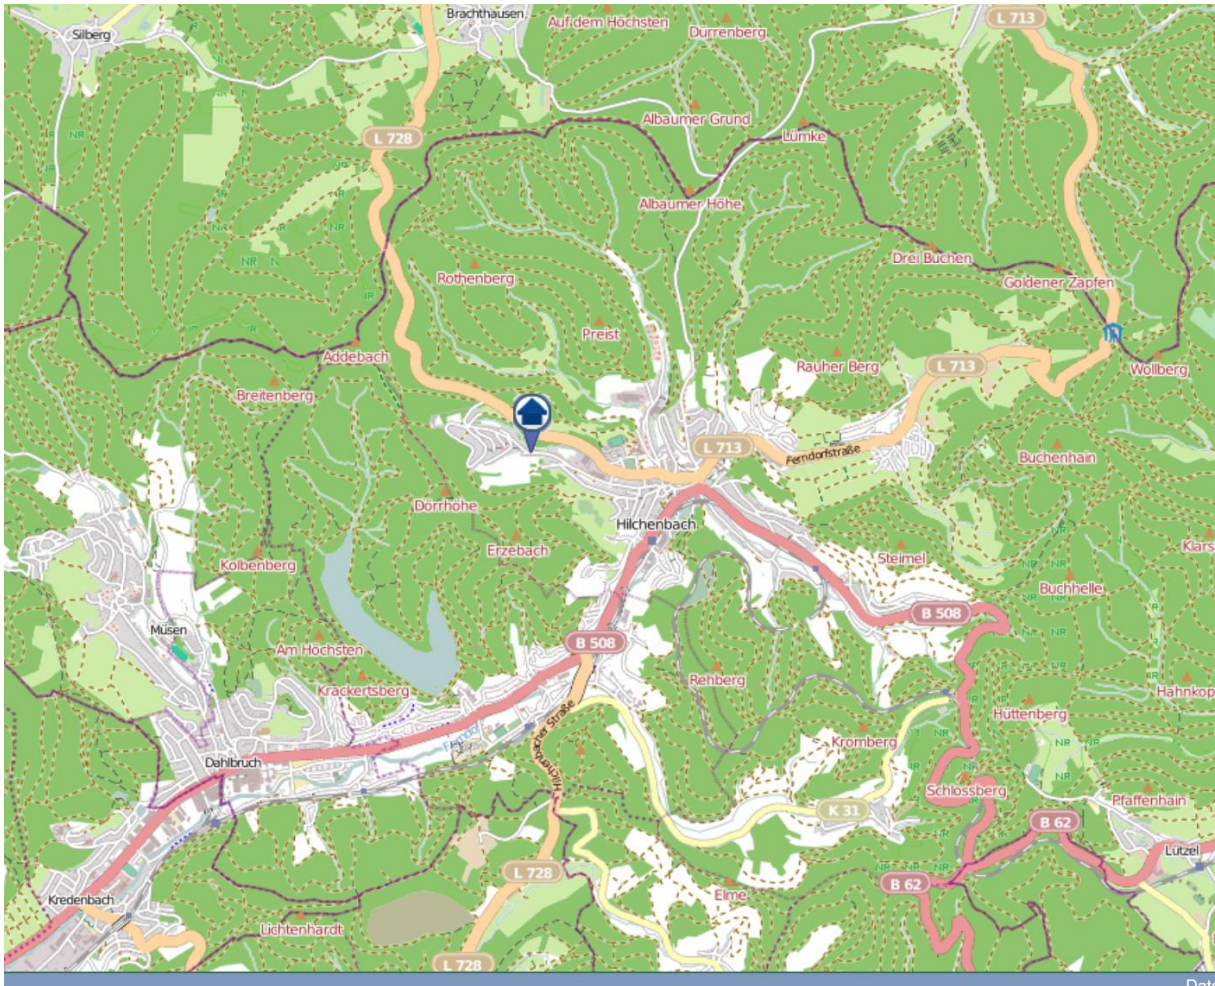 Brachthausen
L 713
Auf dem Höchsten
Silberg
Dürrenberg
Albaumer Grund
L 728
Lümke
Albaumer Höhe
Drei Buchen
Rothenberg
Goldener Zapfen
Preist
Addebach
Rauher Berg
L 713
Wollberg
Breitenberg
L 713
Ferndorfstraße
Buchenhain
Dörrhöhe
Hilchenbach
Erzebach
Klars
Steimel
Kolbenberg
Buchhelle
B 508
Müsen
B 508
Am Höchsten
Rehberg
Krackertsberg
Hahnkop
Hüttenberg
Ferndorf
Hilchenbacher Straße
Kromberg
Dahlbruch
Schlossberg
Pfaffenhain
K 31
B 62
Lützel
L 728
B 62
Elme
Kredenbach
Lichtenhardt
L 728
Date